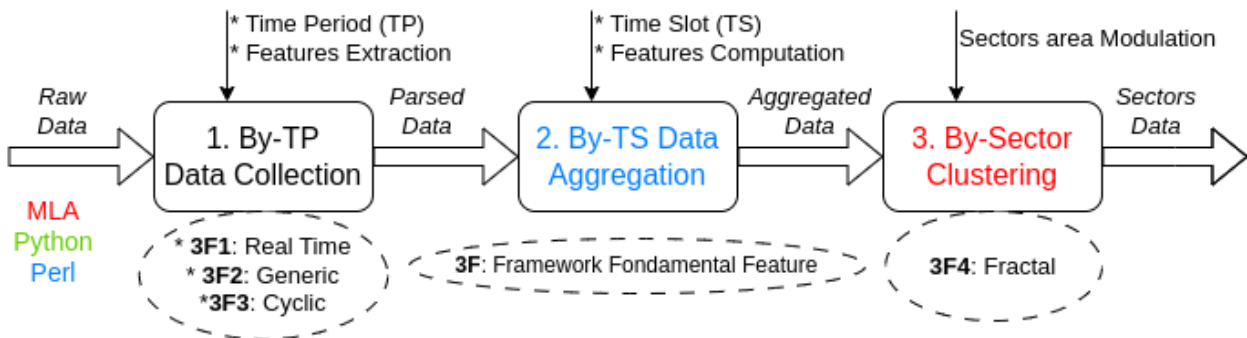 * Time Period (TP)
* Features Extraction
* Time Slot (TS)
* Features Computation
Sectors area Modulation
Raw
Data
1. By-TP
Data Collection
Parsed
Data
2. By-TS Data
Aggregation
Aggregated
Data
3. By-Sector
Clustering
Sectors
Data
MLA
Python
Perl
* 3F1: Real Time
* 3F2: Generic
*3F3: Cyclic
3F: Framework Fondamental Feature
3F4: Fractal